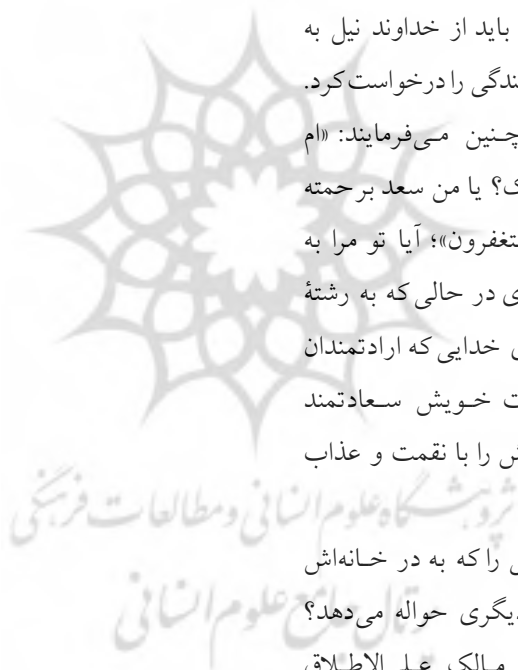 باید از خداوند نیل به
ندگی را درخواست کرد.
چنین می‌فرمایند: «ام
ک؟ یا من سعد برحمته
تغفرون»؛ آیا تو مرا به
ی در حالی که به رشتهٔ
خدایی که ارادتمندان
ت خویش سعادتمند
ش را با نقمت و عذاب
پژوهشگاه علوم انسانی و مطالعات فرهنگی
را که به در خانه‌اش
پرتال جامع علوم انسانی
یگری حواله می‌دهد؟
مالک علی الاطلاق